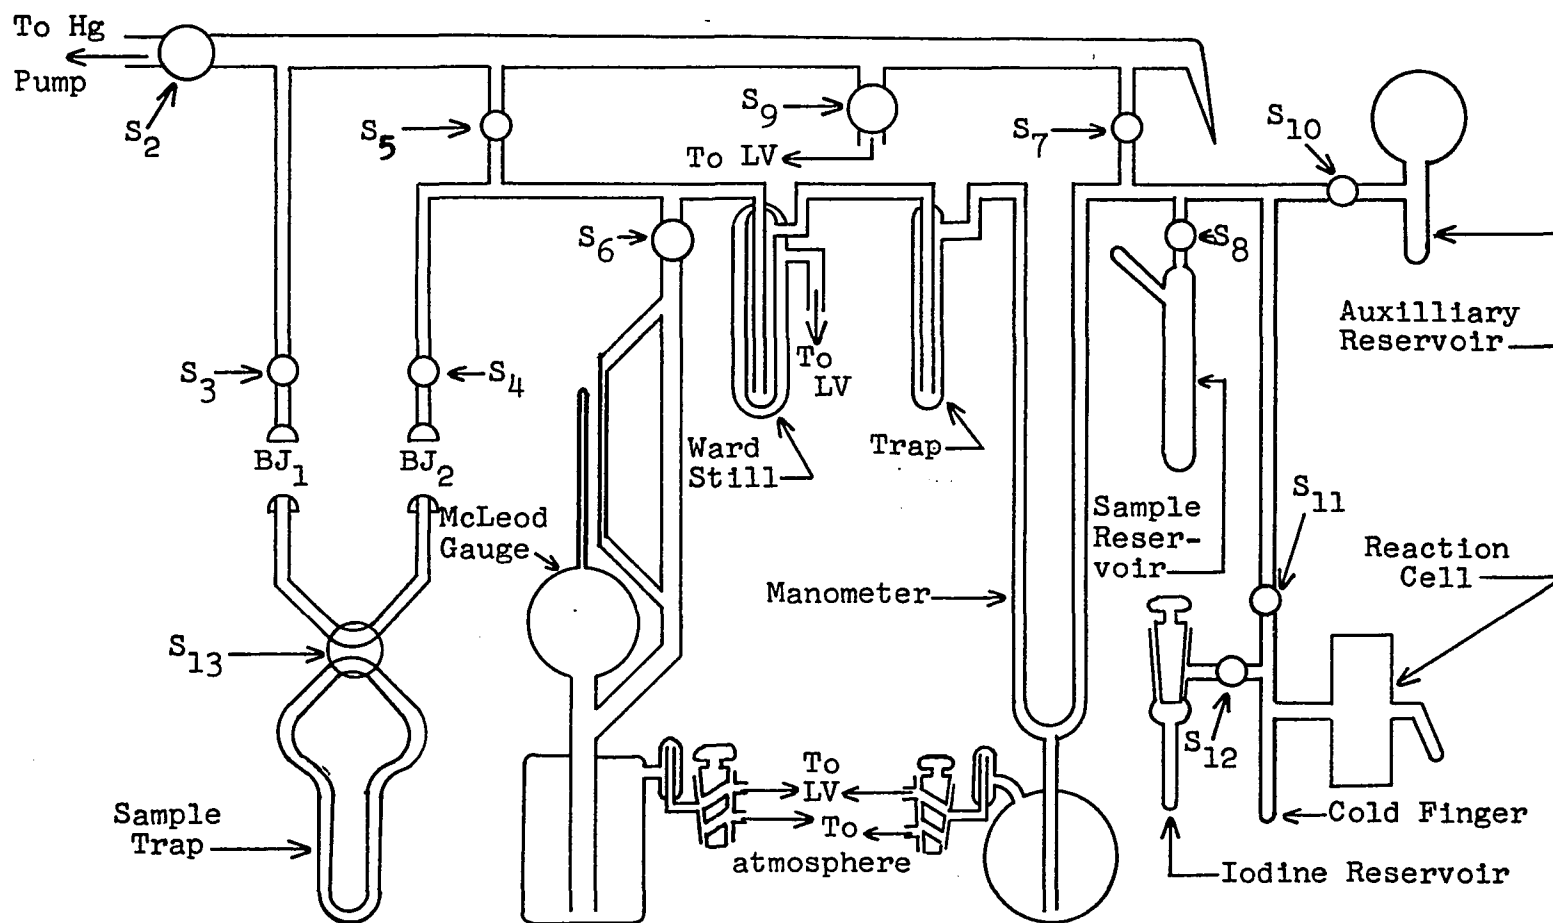 To Hg
Pump
S2
S5
S9
To LV
S7
S10
S6
S8
Auxilliary
Reservoir
S3
S4
To
LV
BJ1
BJ2
Ward
Still
Trap
McLeod
Gauge
Sample
Reser-
voir
S11
Reaction
Cell
Manometer
S13
S12
To
LV
To
atmosphere
Sample
Trap
Cold Finger
Iodine Reservoir